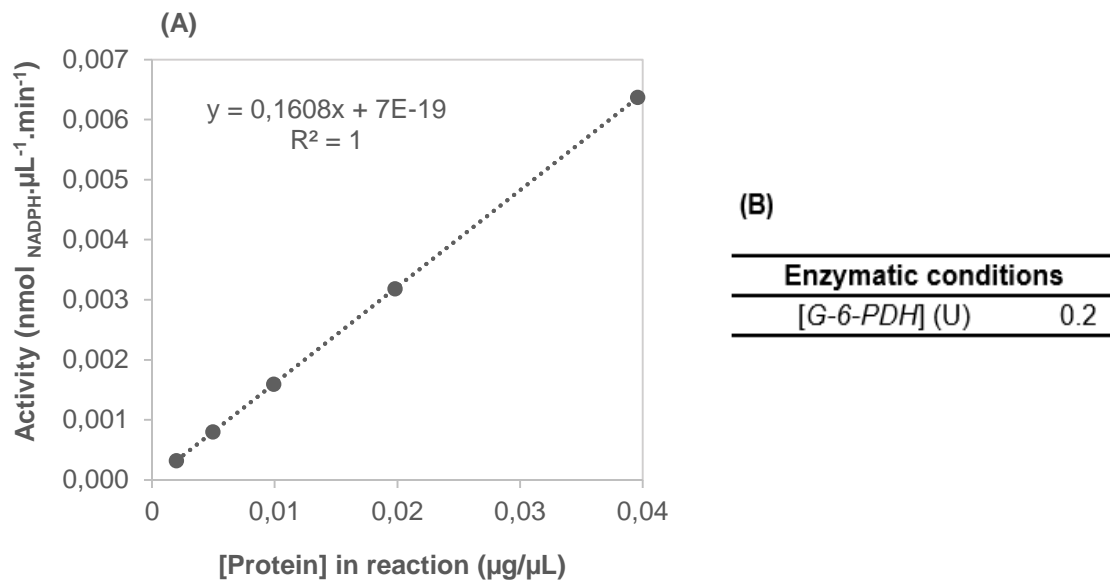 (A)
0,007
0,006
0,005
0,004
0,003
0,002
0,001
0,000
y = 0,1608x + 7E-19
R² = 1
Activity (nmol NADPH.µL⁻¹.min⁻¹)
0
0,01
0,02
0,03
0,04
[Protein] in reaction (µg/µL)
(B)
Enzymatic conditions
[G-6-PDH] (U) 0.2